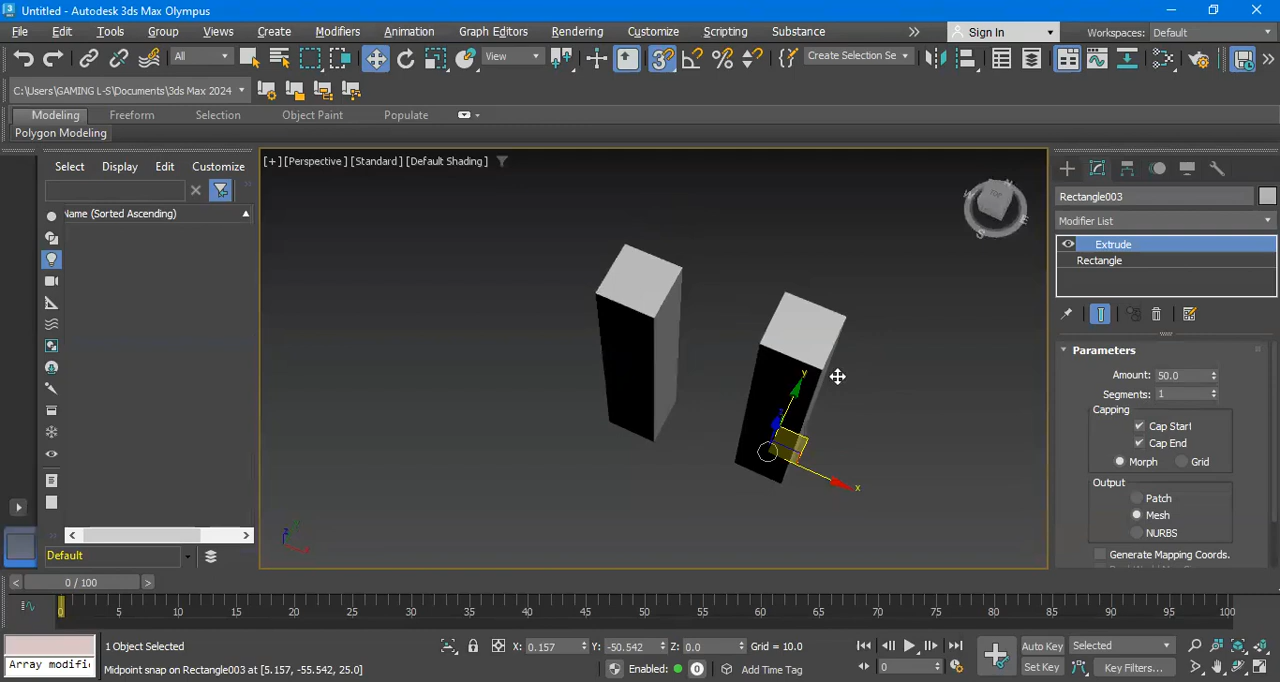 Untitled - Autodesk 3ds Max Olympus
File Edit Tools Group Views Create Modifiers Animation Graph Editors Rendering Customize Scripting Substance Sign In Workspaces: Default
All View Create Selection Se
C:\Users\GAMING L-S\Documents\3ds Max 2024
Modeling Freeform Selection Object Paint Populate
Polygon Modeling
Select Display Edit Customize
[+] [Perspective] [Standard] [Default Shading]
Name (Sorted Ascending)
Rectangle003
Modifier List
Extrude
Rectangle
Parameters
Amount: 50.0
Segments: 1
Capping
Cap Start
Cap End
Morph Grid
Output
Patch
Mesh
NURBS
Generate Mapping Coords.
TOP
W N E S
y
x
z
Default
0 / 100
0 5 10 15 20 25 30 35 40 45 50 55 60 65 70 75 80 85 90 95 100
1 Object Selected X: 0.157 Y: -50.542 Z: 0.0 Grid = 10.0 Auto Key Selected
Array modifi
Midpoint snap on Rectangle003 at [5.157, -55.542, 25.0] Enabled: 0 Add Time Tag 0 Set Key Key Filters...